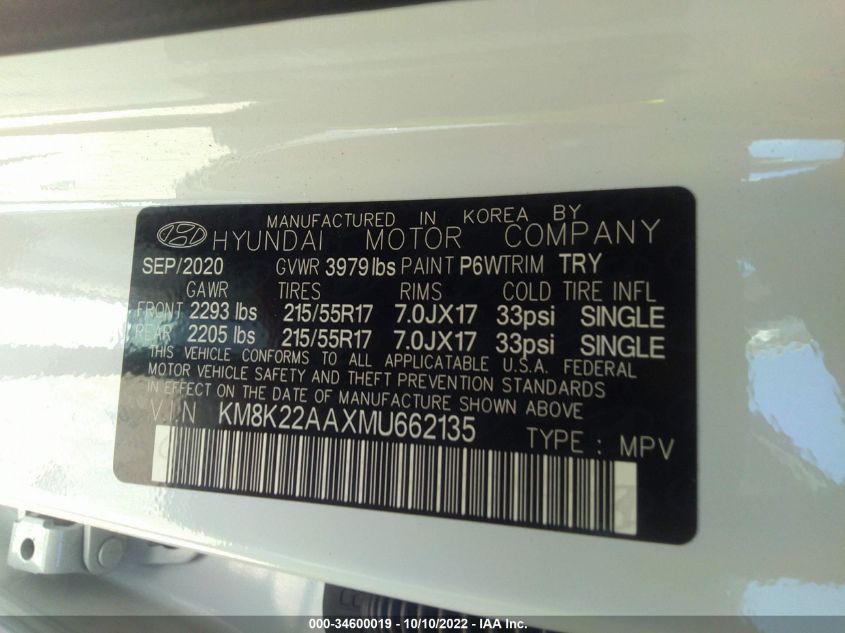 MANUFACTURED IN KOREA BY
HYUNDAI MOTOR COMPANY
SEP/2020 GVWR 3979lbs PAINT P6W TRIM TRY
GAWR TIRES RIMS COLD TIRE INFL
FRONT 2293 lbs 215/55R17 7.0JX17 33psi SINGLE
REAR 2205 lbs 215/55R17 7.0JX17 33psi SINGLE
THIS VEHICLE CONFORMS TO ALL APPLICATABLE U.S.A. FEDERAL
MOTOR VEHICLE SAFETY AND THEFT PREVENTION STANDARDS
IN EFFECT ON THE DATE OF MANUFACTURE SHOWN ABOVE
V.I.N KM8K22AAXMU662135 TYPE : MPV
000-34600019 - 10/10/2022 - IAA Inc.